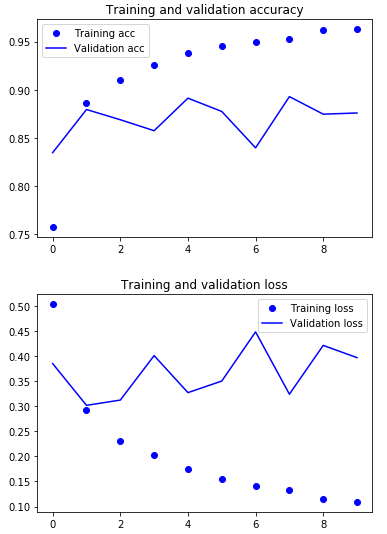 Training and validation accuracy
Training acc
Validation acc
0.95
0.90
0.85
0.80
0.75
0 2 4 6 8
Training and validation loss
Training loss
Validation loss
0.50
0.45
0.40
0.35
0.30
0.25
0.20
0.15
0.10
0 2 4 6 8